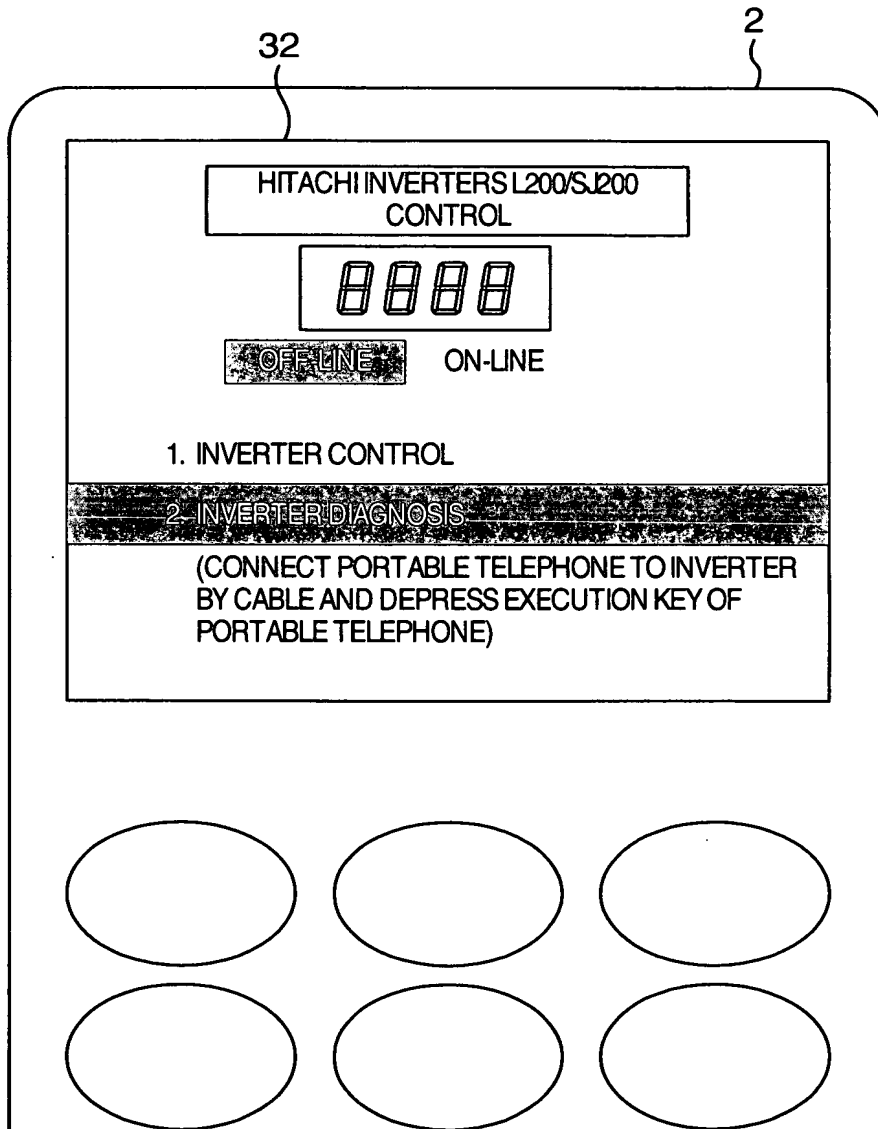 32
2
HITACHI INVERTERS L200/SJ200
CONTROL
8888
OFF-LINE ON-LINE
1. INVERTER CONTROL
2. INVERTER DIAGNOSIS
(CONNECT PORTABLE TELEPHONE TO INVERTER
BY CABLE AND DEPRESS EXECUTION KEY OF
PORTABLE TELEPHONE)